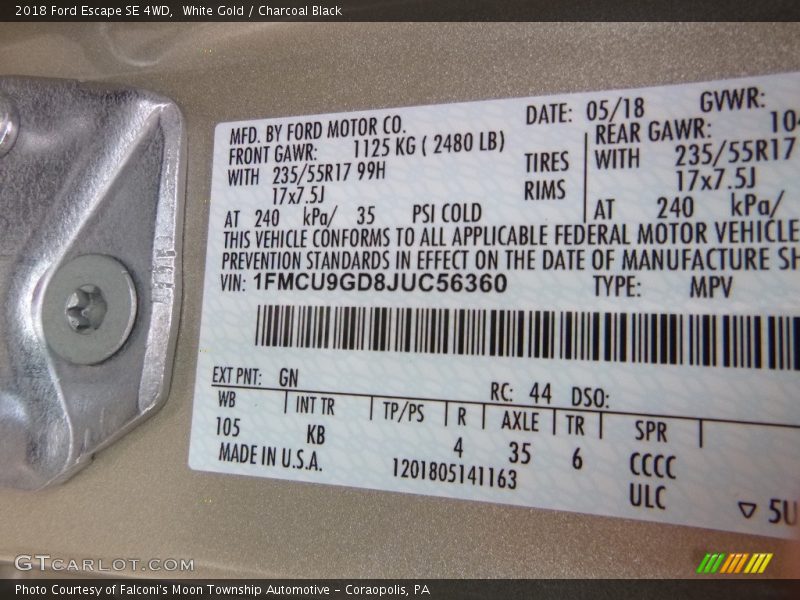 2018 Ford Escape SE 4WD, White Gold / Charcoal Black
MFD. BY FORD MOTOR CO. DATE: 05/18 GVWR:
FRONT GAWR: 1125 KG ( 2480 LB) REAR GAWR: 104
WITH 235/55R17 99H TIRES WITH 235/55R17
17x7.5J RIMS 17x7.5J
AT 240 kPa/ 35 PSI COLD AT 240 kPa/
THIS VEHICLE CONFORMS TO ALL APPLICABLE FEDERAL MOTOR VEHICLE
PREVENTION STANDARDS IN EFFECT ON THE DATE OF MANUFACTURE SH
VIN: 1FMCU9GD8JUC56360 TYPE: MPV
EXT PNT: GN RC: 44 DSO:
WB INT TR TP/PS R AXLE TR SPR
105 KB 4 35 6 CCCC
MADE IN U.S.A. 1201805141163 ULC
5U
GTCARLOT.COM
Photo Courtesy of Falconi's Moon Township Automotive – Coraopolis, PA